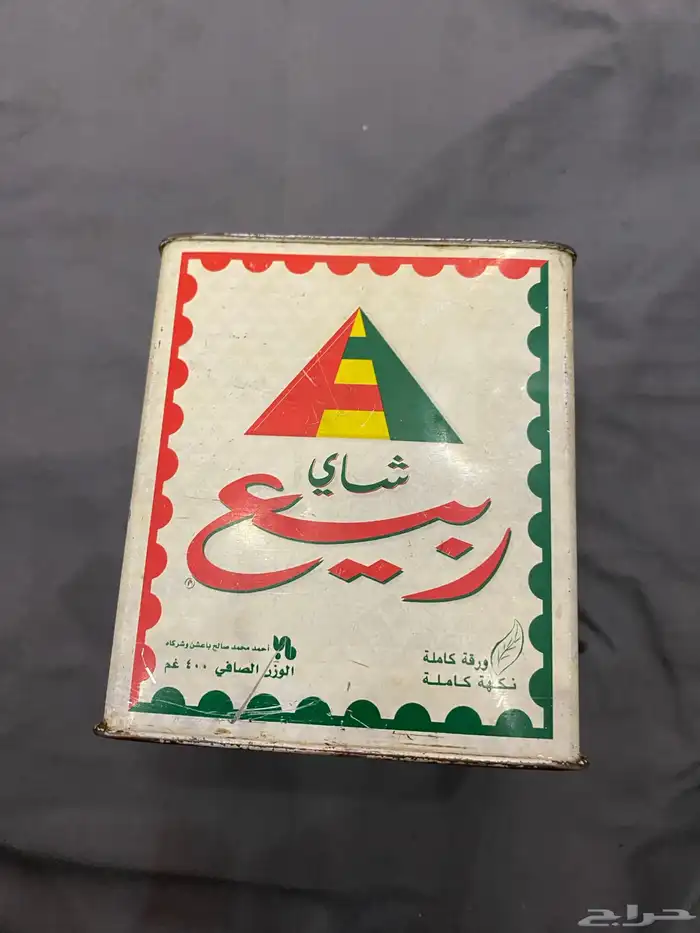 شاي
ربيع
أحمد محمد صالح باعشن وشركاه
الوزن الصافي ٤٠٠ غم
ورقة كاملة
نكهة كاملة
حراج